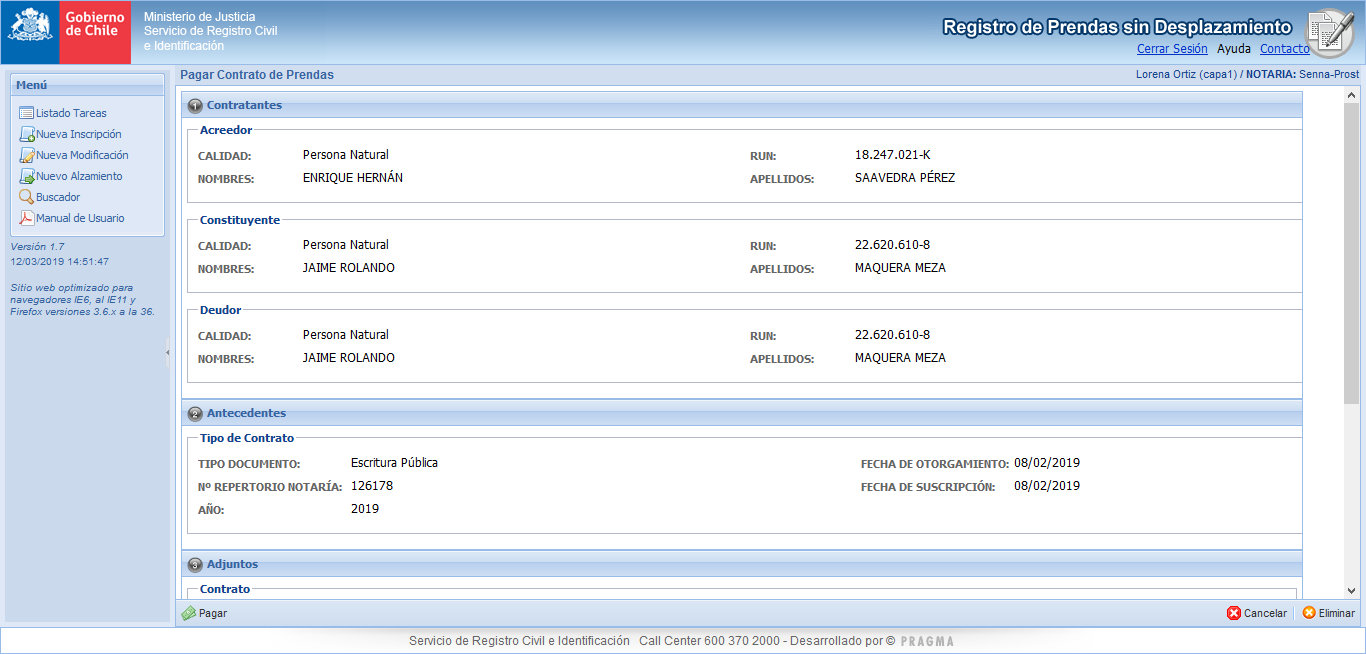 Gobierno de Chile
Ministerio de Justicia
Servicio de Registro Civil
e Identificación
Registro de Prendas sin Desplazamiento
Cerrar Sesión Ayuda Contacto
Menú
Listado Tareas
Nueva Inscripción
Nueva Modificación
Nuevo Alzamiento
Buscador
Manual de Usuario
Versión 1.7
12/03/2019 14:51:47
Sitio web optimizado para
navegadores IE6, al IE11 y
Firefox versiones 3.6.x a la 36.
Pagar Contrato de Prendas
Lorena Ortiz (capa1) / NOTARIA: Senna-Prost
1 Contratantes
Acreedor
CALIDAD: Persona Natural RUN: 18.247.021-K
NOMBRES: ENRIQUE HERNÁN APELLIDOS: SAAVEDRA PÉREZ
Constituyente
CALIDAD: Persona Natural RUN: 22.620.610-8
NOMBRES: JAIME ROLANDO APELLIDOS: MAQUERA MEZA
Deudor
CALIDAD: Persona Natural RUN: 22.620.610-8
NOMBRES: JAIME ROLANDO APELLIDOS: MAQUERA MEZA
2 Antecedentes
Tipo de Contrato
TIPO DOCUMENTO: Escritura Pública FECHA DE OTORGAMIENTO: 08/02/2019
Nº REPERTORIO NOTARÍA: 126178 FECHA DE SUSCRIPCIÓN: 08/02/2019
AÑO: 2019
3 Adjuntos
Contrato
Pagar Cancelar Eliminar
Servicio de Registro Civil e Identificación Call Center 600 370 2000 - Desarrollado por © PRAGMA